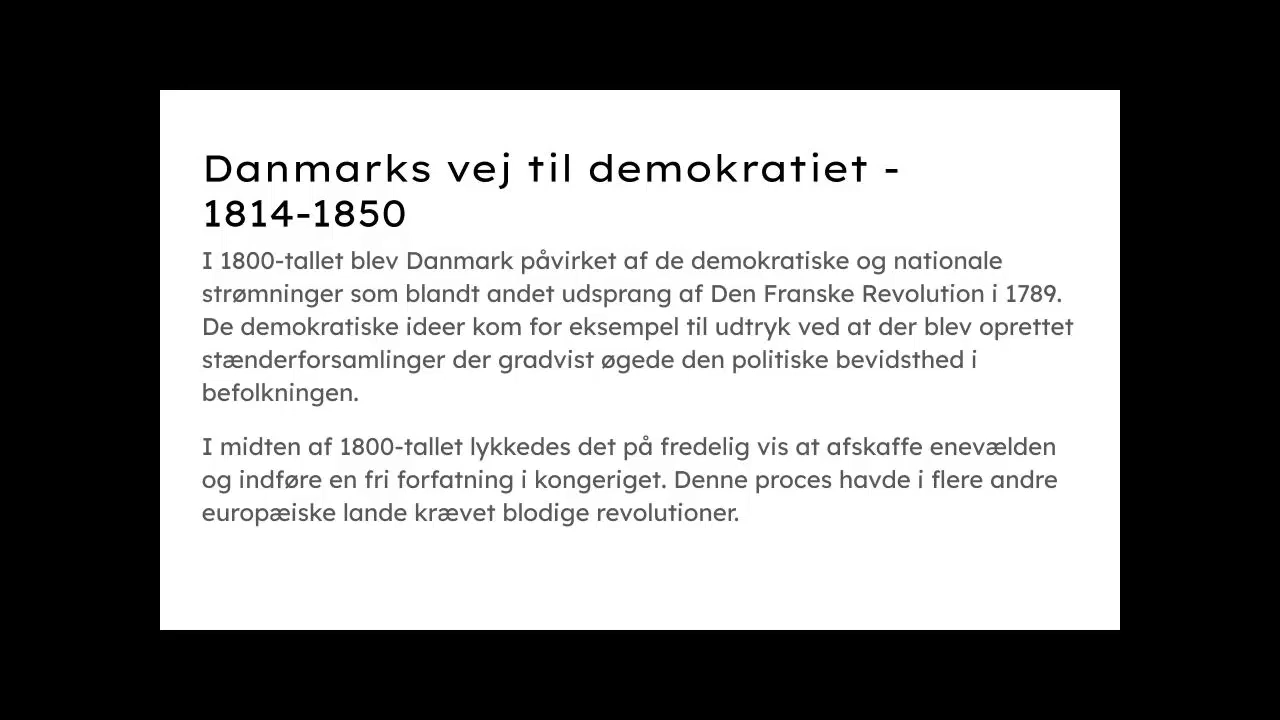 Danmarks vej til demokratiet -
1814-1850
I 1800-tallet blev Danmark påvirket af de demokratiske og nationale
strømninger som blandt andet udsprang af Den Franske Revolution i 1789.
De demokratiske ideer kom for eksempel til udtryk ved at der blev oprettet
stænderforsamlinger der gradvist øgede den politiske bevidsthed i
befolkningen.
I midten af 1800-tallet lykkedes det på fredelig vis at afskaffe enevælden
og indføre en fri forfatning i kongeriget. Denne proces havde i flere andre
europæiske lande krævet blodige revolutioner.